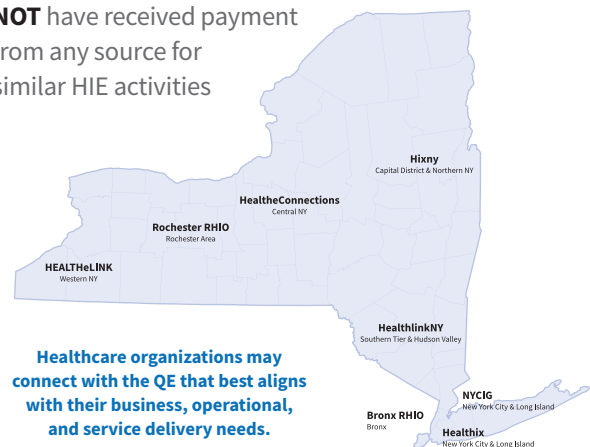 NOT have received payment
from any source for
similar HIE activities
Hixny
Capital District & Northern NY
HealtheConnections
Central NY
Rochester RHIO
Rochester Area
HEALTHeLINK
Western NY
HealthlinkNY
Southern Tier & Hudson Valley
Healthcare organizations may
connect with the QE that best aligns
with their business, operational,
and service delivery needs.
NYCIG
New York City & Long Island
Bronx RHIO
Bronx
Healthix
New York City & Long Island